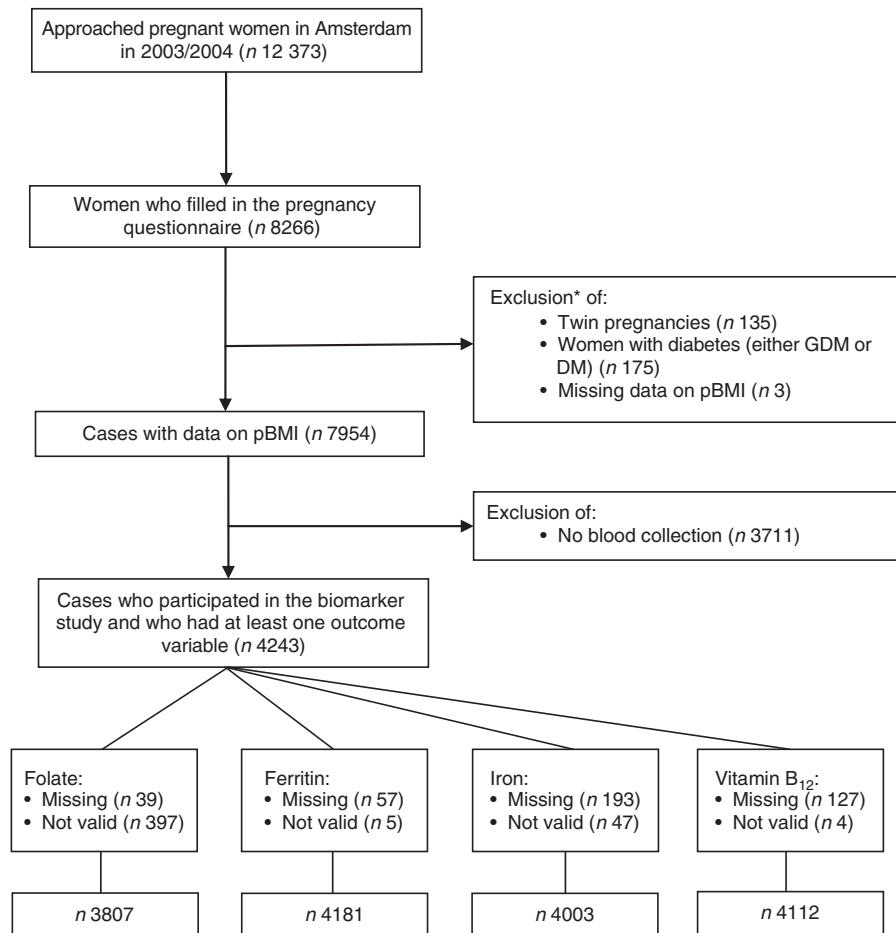 Approached pregnant women in Amsterdam
in 2003/2004 (n 12 373)
Women who filled in the pregnancy
questionnaire (n 8266)
Exclusion* of:
• Twin pregnancies (n 135)
• Women with diabetes (either GDM or
DM) (n 175)
• Missing data on pBMI (n 3)
Cases with data on pBMI (n 7954)
Exclusion of:
• No blood collection (n 3711)
Cases who participated in the biomarker
study and who had at least one outcome
variable (n 4243)
Folate:
• Missing (n 39)
• Not valid (n 397)
Ferritin:
• Missing (n 57)
• Not valid (n 5)
Iron:
• Missing (n 193)
• Not valid (n 47)
Vitamin B₁₂:
• Missing (n 127)
• Not valid (n 4)
n 3807
n 4181
n 4003
n 4112